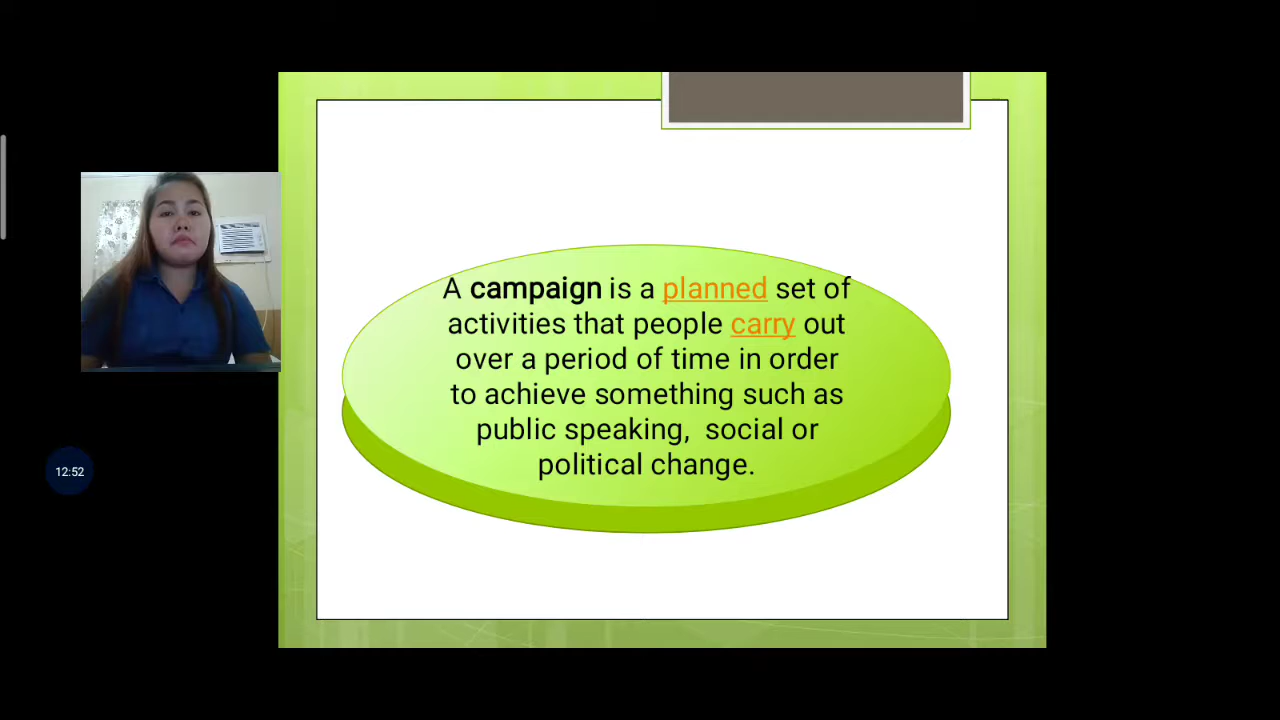 A campaign is a planned set of
activities that people carry out
over a period of time in order
to achieve something such as
public speaking,  social or
political change.
12:52